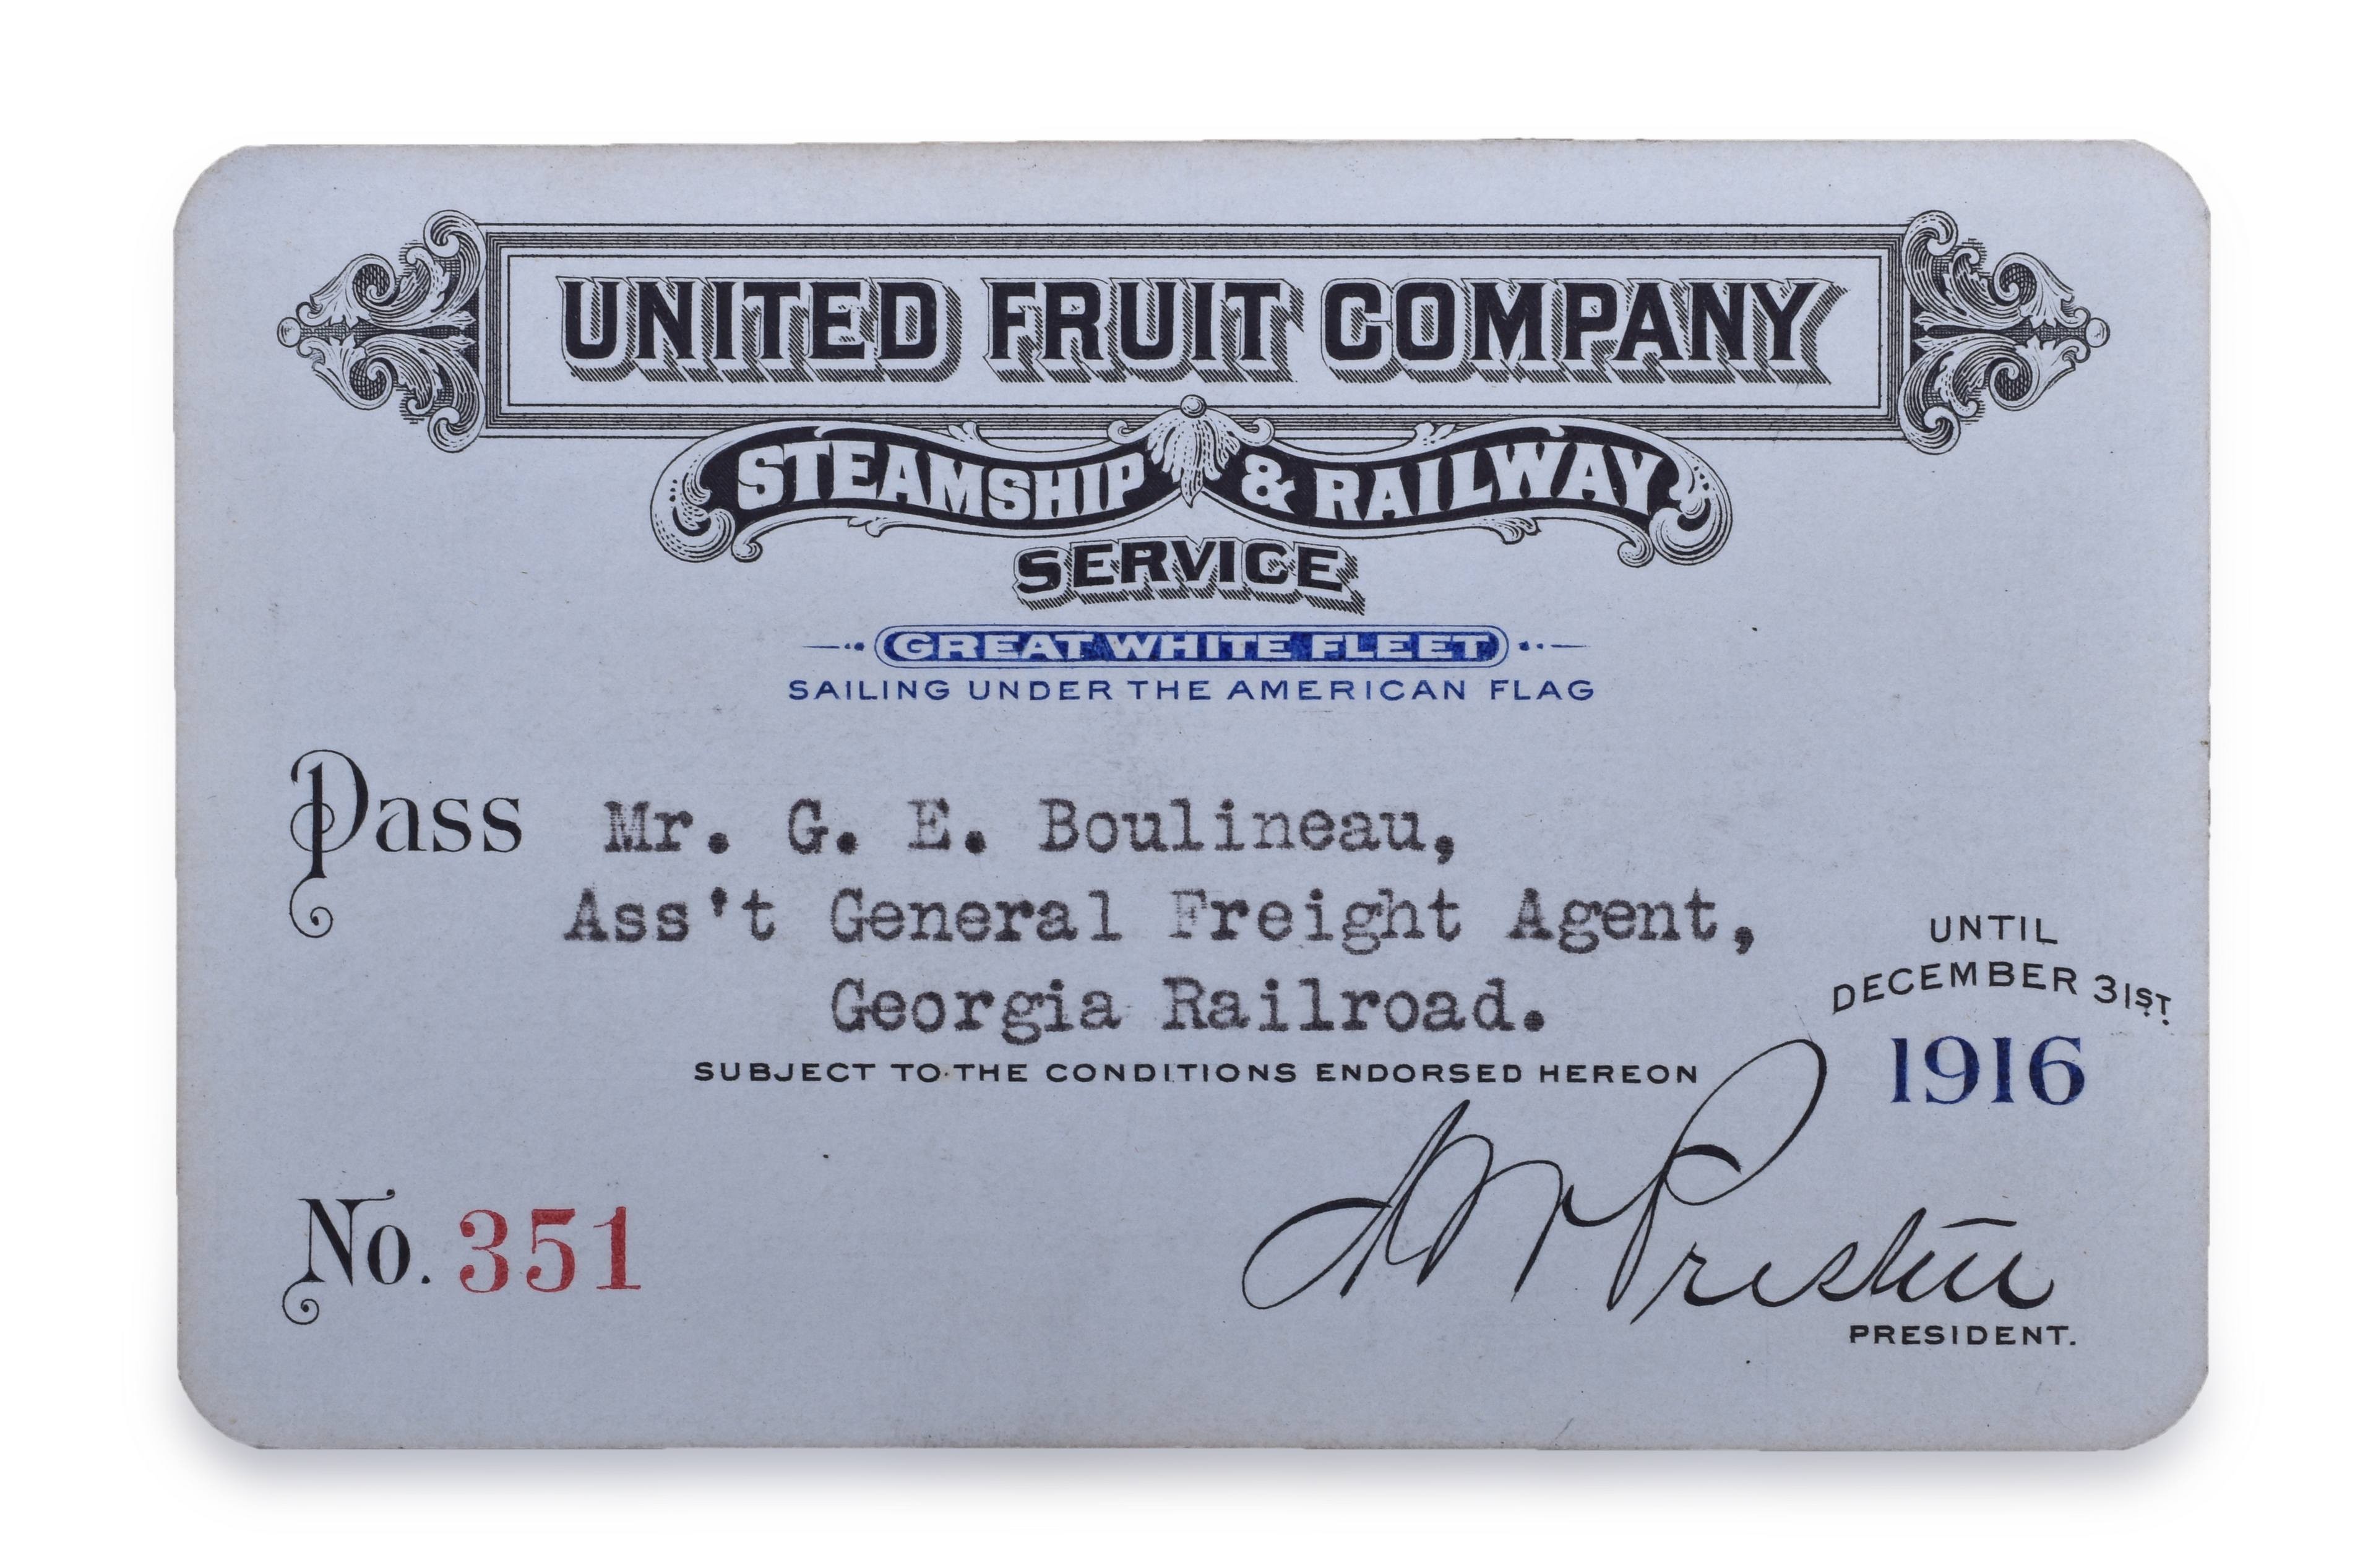 UNITED FRUIT COMPANY
STEAMSHIP & RAILWAY
SERVICE
GREAT WHITE FLEET
SAILING UNDER THE AMERICAN FLAG
Pass Mr. G. E. Boulineau,
Ass't General Freight Agent,
Georgia Railroad.
UNTIL
DECEMBER 31ST
1916
SUBJECT TO THE CONDITIONS ENDORSED HEREON
No. 351
Preston
PRESIDENT.